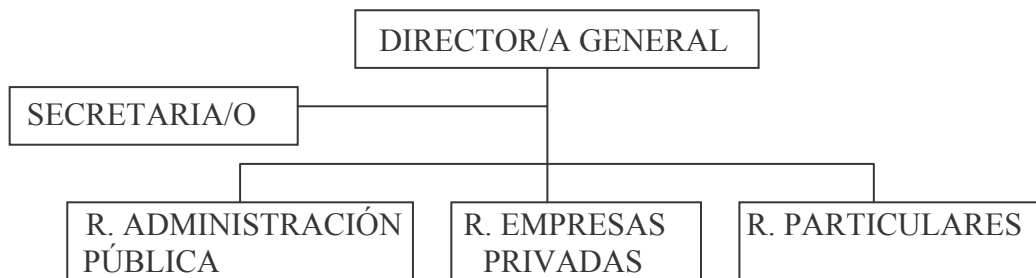 DIRECTOR/A GENERAL
SECRETARIA/O
R. ADMINISTRACIÓN
PÚBLICA
R. EMPRESAS
PRIVADAS
R. PARTICULARES